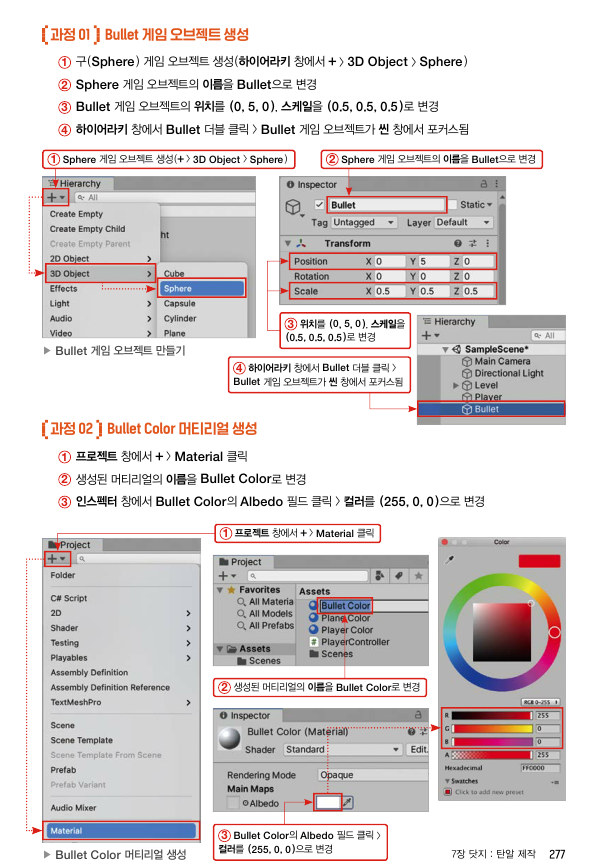 [과정 01] Bullet 게임 오브젝트 생성
① 구(Sphere) 게임 오브젝트 생성(하이어라키 창에서 + > 3D Object > Sphere)
② Sphere 게임 오브젝트의 이름을 Bullet으로 변경
③ Bullet 게임 오브젝트의 위치를 (0, 5, 0), 스케일을 (0.5, 0.5, 0.5)로 변경
④ 하이어라키 창에서 Bullet 더블 클릭 > Bullet 게임 오브젝트가 씬 창에서 포커스됨
① Sphere 게임 오브젝트 생성(+ > 3D Object > Sphere)
Hierarchy
+ All
Create Empty
Create Empty Child
Create Empty Parent
ht
2D Object >
3D Object >
Effects >
Light >
Audio >
Video >
Cube
Sphere
Capsule
Cylinder
Plane
▶ Bullet 게임 오브젝트 만들기
② Sphere 게임 오브젝트의 이름을 Bullet으로 변경
Inspector
Bullet Static
Tag Untagged Layer Default
Transform
Position X 0 Y 5 Z 0
Rotation X 0 Y 0 Z 0
Scale X 0.5 Y 0.5 Z 0.5
③ 위치를 (0, 5, 0), 스케일을
(0.5, 0.5, 0.5)로 변경
④ 하이어라키 창에서 Bullet 더블 클릭 >
Bullet 게임 오브젝트가 씬 창에서 포커스됨
Hierarchy
+ All
SampleScene*
Main Camera
Directional Light
Level
Player
Bullet
[과정 02] Bullet Color 머티리얼 생성
① 프로젝트 창에서 + > Material 클릭
② 생성된 머티리얼의 이름을 Bullet Color로 변경
③ 인스펙터 창에서 Bullet Color의 Albedo 필드 클릭 > 컬러를 (255, 0, 0)으로 변경
① 프로젝트 창에서 + > Material 클릭
Project
+
Folder
C# Script
2D >
Shader >
Testing >
Playables >
Assembly Definition
Assembly Definition Reference
TextMeshPro >
Scene
Scene Template
Scene Template From Scene
Prefab
Prefab Variant
Audio Mixer
Material
▶ Bullet Color 머티리얼 생성
Project
+
Favorites
All Materia
All Models
All Prefabs
Assets
Scenes
Assets
Bullet Color
Plane Color
Player Color
PlayerController
Scenes
② 생성된 머티리얼의 이름을 Bullet Color로 변경
Inspector
Bullet Color (Material)
Shader Standard Edit.
Rendering Mode Opaque
Main Maps
Albedo
③ Bullet Color의 Albedo 필드 클릭 >
컬러를 (255, 0, 0)으로 변경
Color
RGB 0-255
R 255
G 0
B 0
A 255
Hexadecimal FF0000
Swatches
Click to add new preset
7장 닷지 : 탄알 제작 277